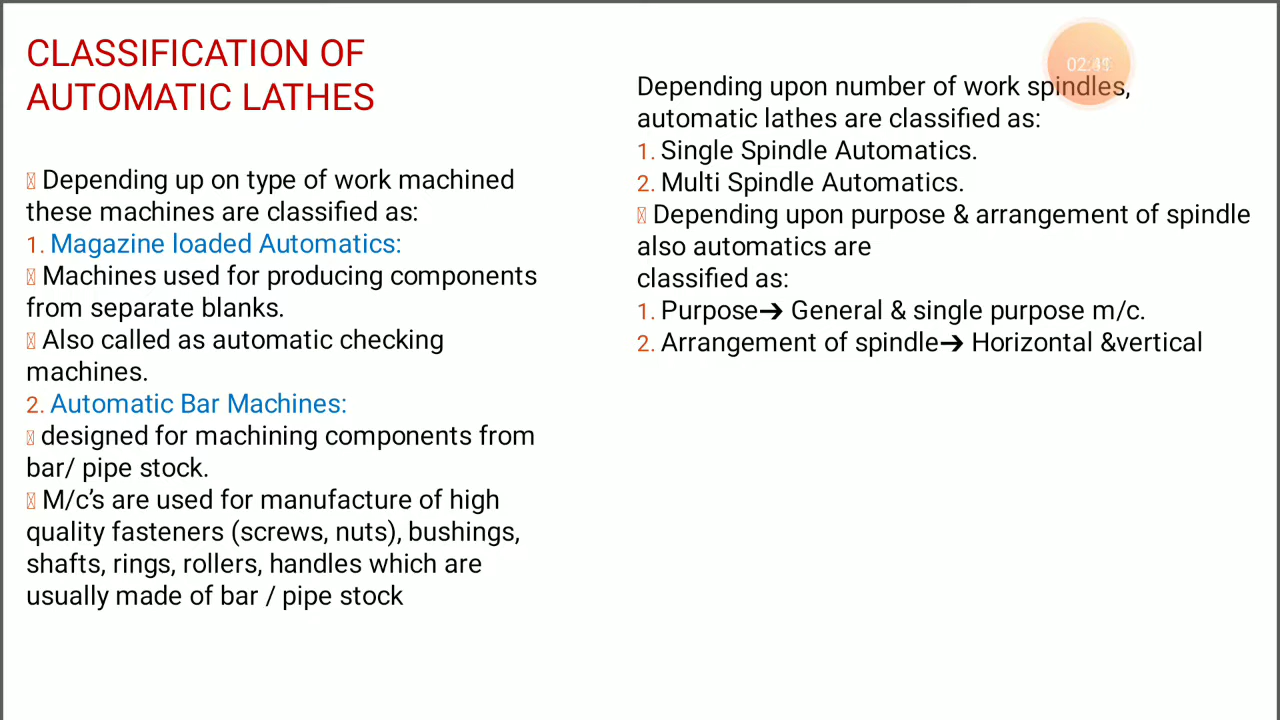 CLASSIFICATION OF
AUTOMATIC LATHES
Depending up on type of work machined
these machines are classified as:
1. Magazine loaded Automatics:
Machines used for producing components
from separate blanks.
Also called as automatic checking
machines.
2. Automatic Bar Machines:
designed for machining components from
bar/ pipe stock.
M/c’s are used for manufacture of high
quality fasteners (screws, nuts), bushings,
shafts, rings, rollers, handles which are
usually made of bar / pipe stock
Depending upon number of work spindles,
automatic lathes are classified as:
1. Single Spindle Automatics.
2. Multi Spindle Automatics.
Depending upon purpose & arrangement of spindle
also automatics are
classified as:
1. Purpose➔ General & single purpose m/c.
2. Arrangement of spindle➔ Horizontal &vertical